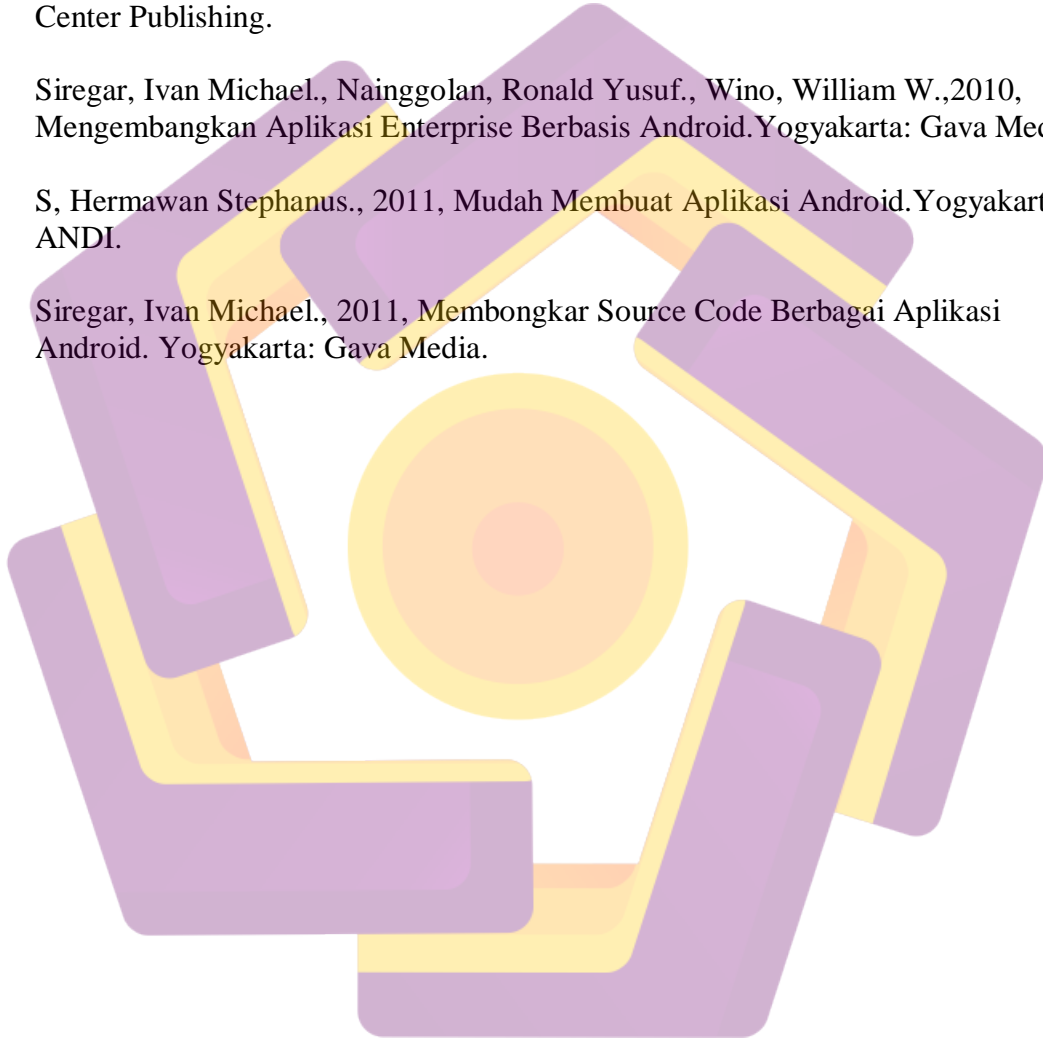 Center Publishing.
Siregar, Ivan Michael., Nainggolan, Ronald Yusuf., Wino, William W.,2010,
Mengembangkan Aplikasi Enterprise Berbasis Android.Yogyakarta: Gava
S, Hermawan Stephanus., 2011, Mudah Membuat Aplikasi Android.
ANDI.
Siregar, Ivan Michael., 2011, Membongkar Source Code Berbagai Aplikasi
Android. Yogyakarta: Gava Media.